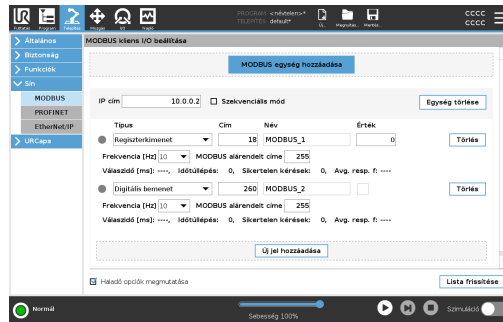 PROGRAM <névtelen>*
TELEPÍTÉS default*
CCCC
CCCC
Futtatás Program Telepítés Mozgás I/O Napló Új... Megnyitás... Mentés...
Általános
Biztonság
Funkciók
Sín
MODBUS
PROFINET
EtherNet/IP
URCaps
MODBUS kliens I/O beállítása
MODBUS egység hozzáadása
IP cím 10.0.0.2 Szekvenciális mód Egység törlése
Típus Cím Név Érték
Regiszterkimenet 18 MODBUS_1 0 Törlés
Frekvencia [Hz] 10 MODBUS alárendelt címe 255
Válaszidő [ms]: ----, Időtúllépés: 0, Sikertelen kérések: 0, Avg. resp. f: ----
Digitális bemenet 260 MODBUS_2 Törlés
Frekvencia [Hz] 10 MODBUS alárendelt címe 255
Válaszidő [ms]: ----, Időtúllépés: 0, Sikertelen kérések: 0, Avg. resp. f: ----
Új jel hozzáadása
Haladó opciók megmutatása Lista frissítése
Normál
Sebesség 100%
Szimuláció